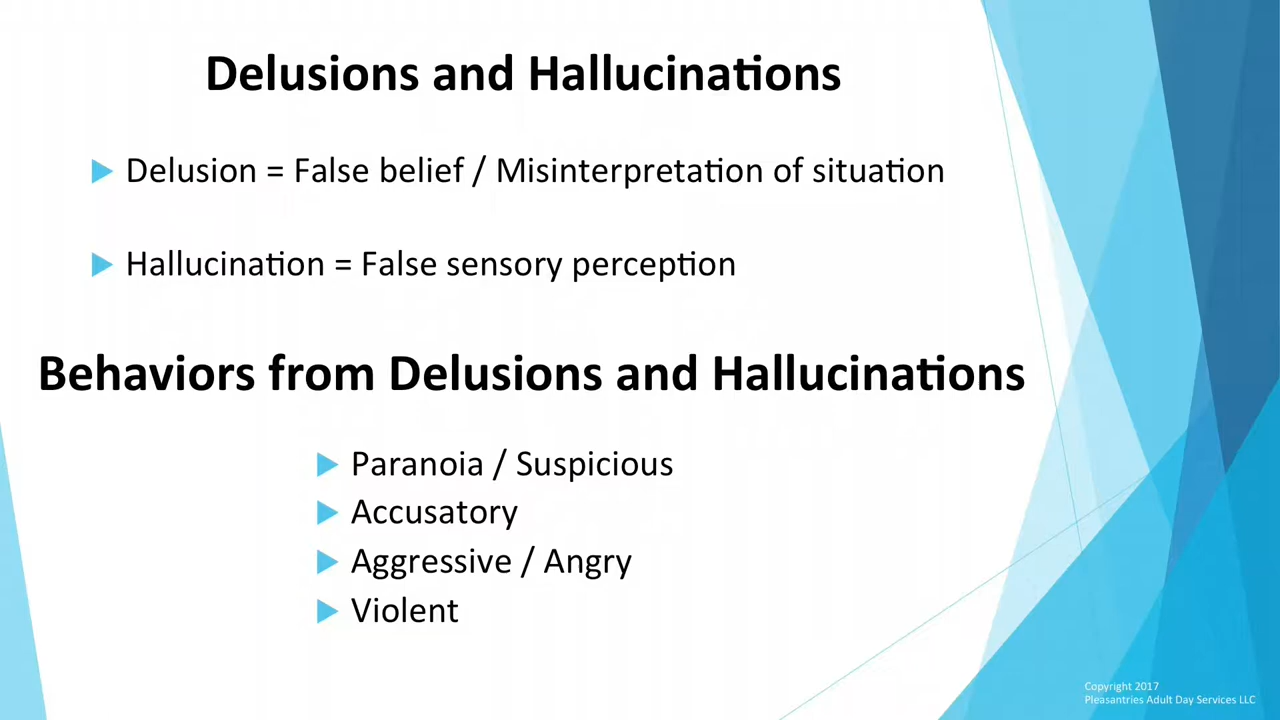 Delusions and Hallucinations
Delusion = False belief / Misinterpretation of situation
Hallucination = False sensory perception
Behaviors from Delusions and Hallucinations
Paranoia / Suspicious
Accusatory
Aggressive / Angry
Violent
Copyright 2017
Pleasantries Adult Day Services LLC